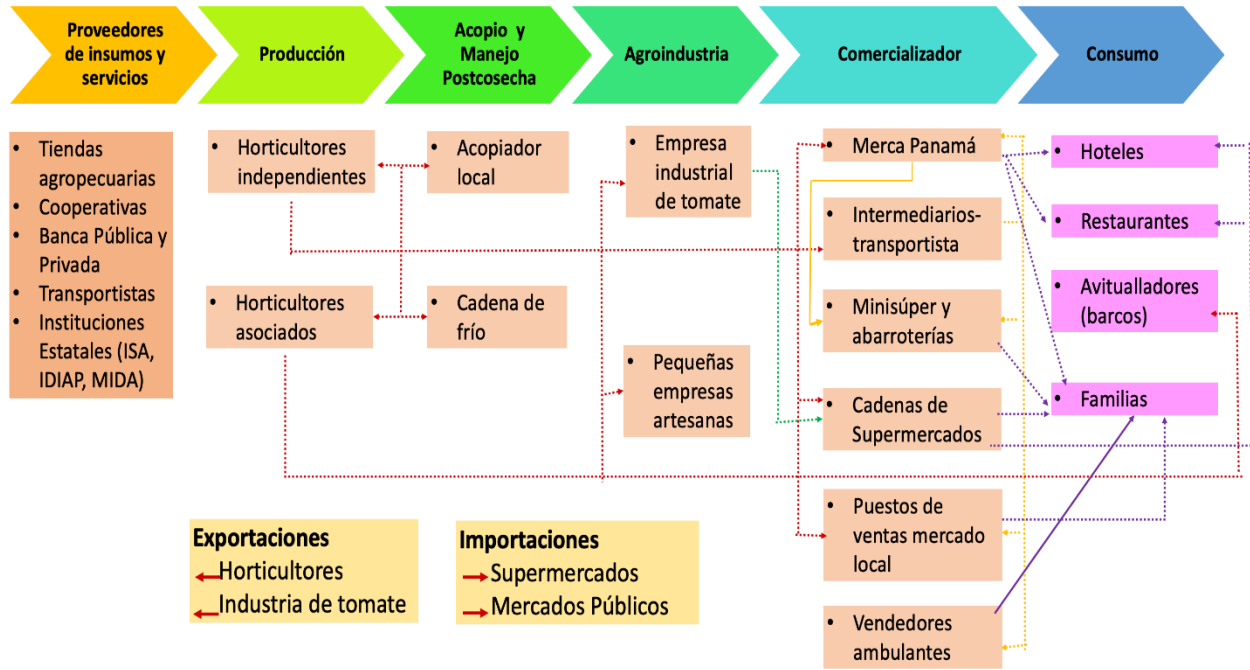 Proveedores
de insumos y
servicios
Producción
Acopio y
Manejo
Postcosecha
Agroindustria
Comercializador
Consumo
• Tiendas
agropecuarias
• Cooperativas
• Banca Pública y
Privada
• Transportistas
• Instituciones
Estatales (ISA,
IDIAP, MIDA)
• Horticultores
independientes
• Horticultores
asociados
• Acopiador
local
• Cadena de
frío
• Empresa
industrial
de tomate
• Pequeñas
empresas
artesanas
• Merca Panamá
• Intermediarios-
transportista
• Minisúper y
abarroterías
• Cadenas de
Supermercados
• Puestos de
ventas mercado
local
• Vendedores
ambulantes
• Hoteles
• Restaurantes
• Avitualladores
(barcos)
• Familias
Exportaciones
Horticultores
Industria de tomate
Importaciones
Supermercados
Mercados Públicos